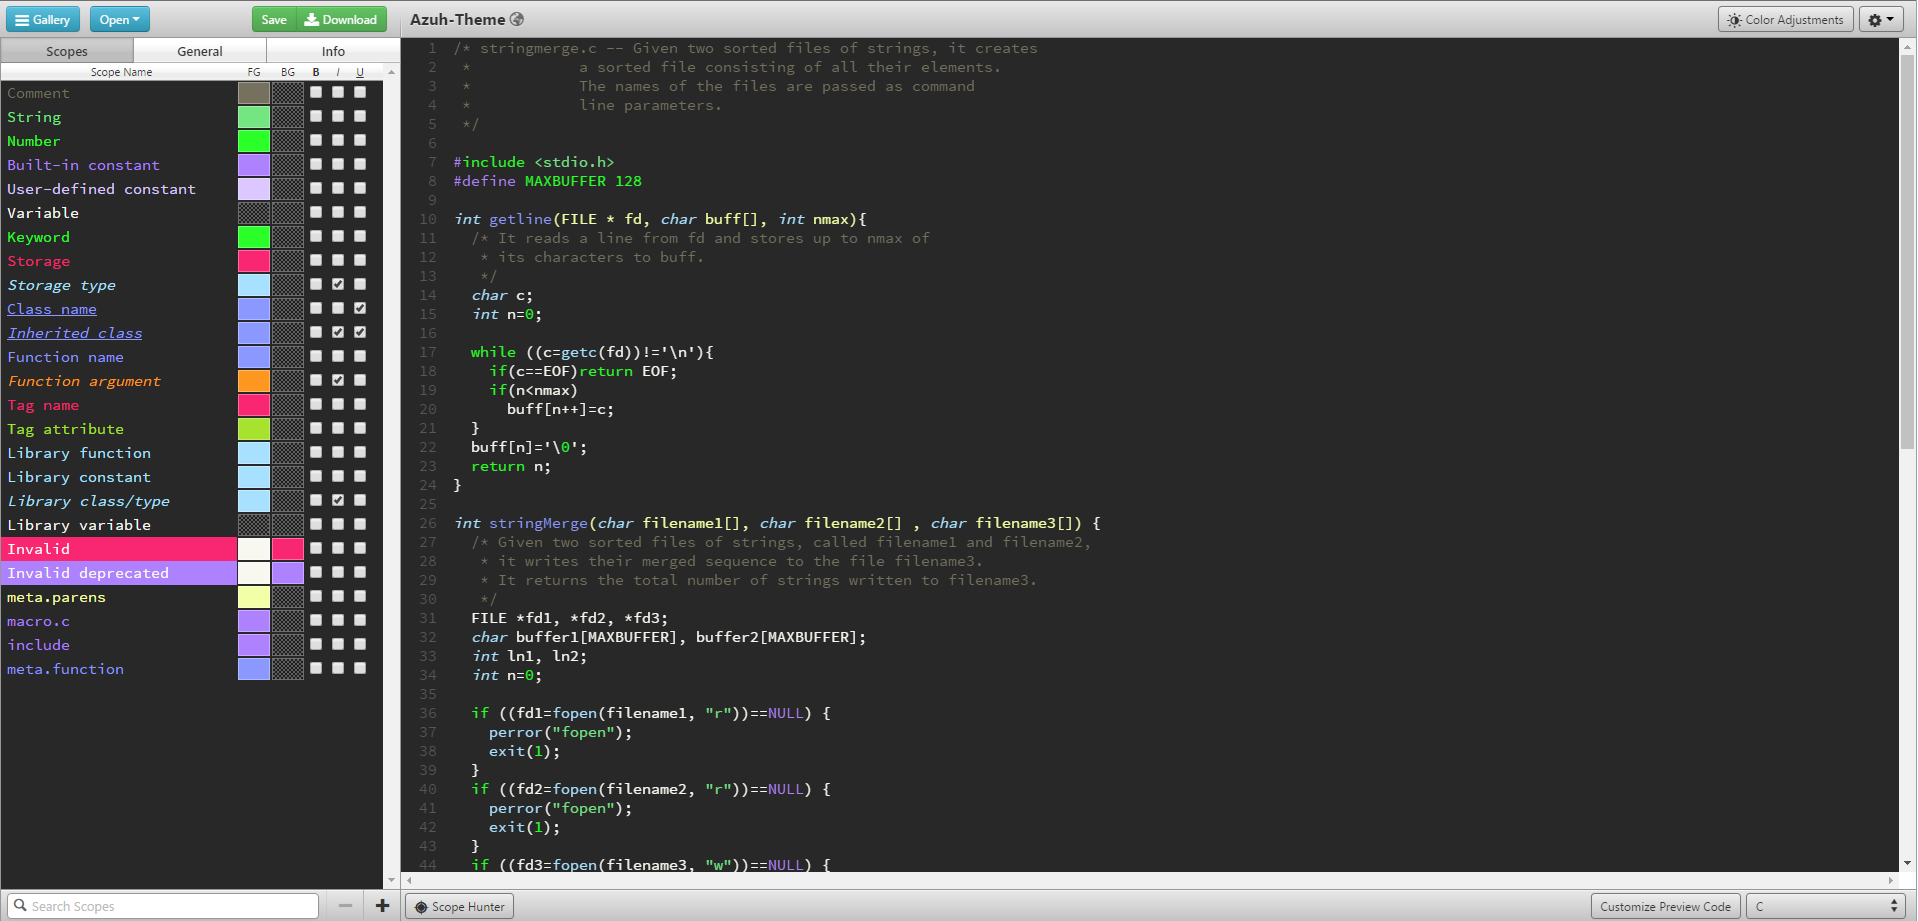 Gallery Open Save Download Azuh-Theme Color Adjustments
Scopes General Info
Scope Name FG BG B I U
Comment
String
Number
Built-in constant
User-defined constant
Variable
Keyword
Storage
Storage type
Class name
Inherited class
Function name
Function argument
Tag name
Tag attribute
Library function
Library constant
Library class/type
Library variable
Invalid
Invalid deprecated
meta.parens
macro.c
include
meta.function
Search Scopes
1 /* stringmerge.c -- Given two sorted files of strings, it creates
2 * a sorted file consisting of all their elements.
3 * The names of the files are passed as command
4 * line parameters.
5 */
6
7 #include <stdio.h>
8 #define MAXBUFFER 128
9
10 int getline(FILE * fd, char buff[], int nmax){
11 /* It reads a line from fd and stores up to nmax of
12 * its characters to buff.
13 */
14 char c;
15 int n=0;
16
17 while ((c=getc(fd))!='\n'){
18 if(c==EOF)return EOF;
19 if(n<nmax)
20 buff[n++]=c;
21 }
22 buff[n]='\0';
23 return n;
24 }
25
26 int stringMerge(char filename1[], char filename2[] , char filename3[]) {
27 /* Given two sorted files of strings, called filename1 and filename2,
28 * it writes their merged sequence to the file filename3.
29 * It returns the total number of strings written to filename3.
30 */
31 FILE *fd1, *fd2, *fd3;
32 char buffer1[MAXBUFFER], buffer2[MAXBUFFER];
33 int ln1, ln2;
34 int n=0;
35
36 if ((fd1=fopen(filename1, "r"))==NULL) {
37 perror("fopen");
38 exit(1);
39 }
40 if ((fd2=fopen(filename2, "r"))==NULL) {
41 perror("fopen");
42 exit(1);
43 }
44 if ((fd3=fopen(filename3, "w"))==NULL) {
Scope Hunter Customize Preview Code C